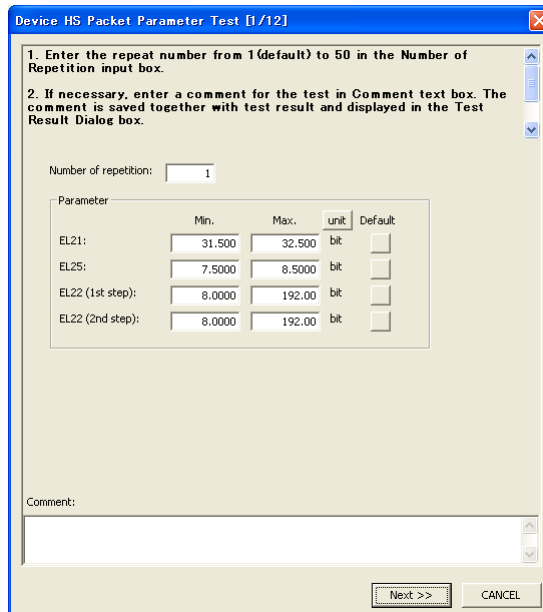 Device HS Packet Parameter Test [1/12]
1. Enter the repeat number from 1(default) to 50 in the Number of
Repetition input box.
2. If necessary, enter a comment for the test in Comment text box. The
comment is saved together with test result and displayed in the Test
Result Dialog box.
Number of repetition: 1
Parameter
Min. Max. unit Default
EL21: 31.500 32.500 bit
EL25: 7.5000 8.5000 bit
EL22 (1st step): 8.0000 192.00 bit
EL22 (2nd step): 8.0000 192.00 bit
Comment:
Next >> CANCEL